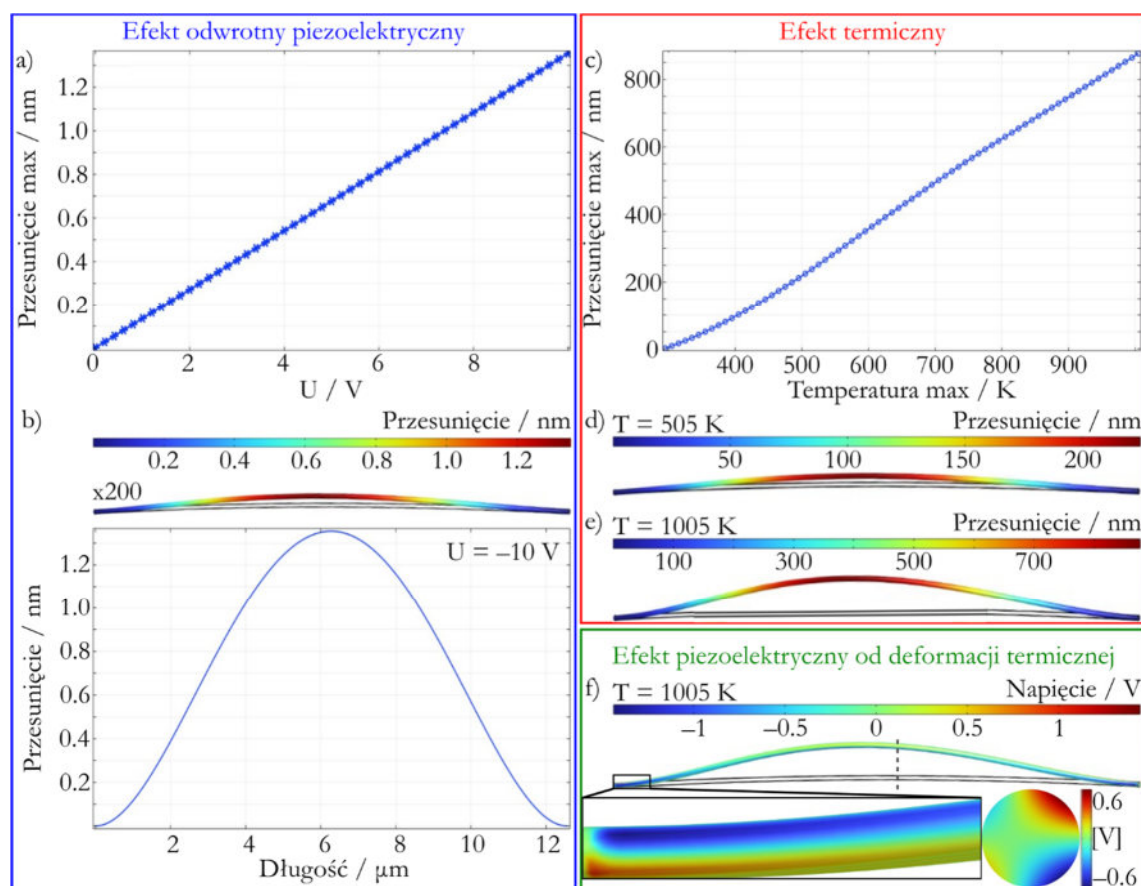 Efekt odwrotny piezoelektryczny
a)
Przesunięcie max / nm
1.2
1.0
0.8
0.6
0.4
0.2
0 2 4 6 8
U / V
b)
Przesunięcie / nm
0.2 0.4 0.6 0.8 1.0 1.2
x200
U = –10 V
Przesunięcie / nm
1.2
1.0
0.8
0.6
0.4
0.2
2 4 6 8 10 12
Długość / μm
Efekt termiczny
c)
Przesunięcie max / nm
800
600
400
200
0
400 500 600 700 800 900
Temperatura max / K
d) T = 505 K Przesunięcie / nm
50 100 150 200
e) T = 1005 K Przesunięcie / nm
100 300 500 700
Efekt piezoelektryczny od deformacji termicznej
f) T = 1005 K Napięcie / V
–1 –0.5 0 0.5 1
0.6
[V]
–0.6